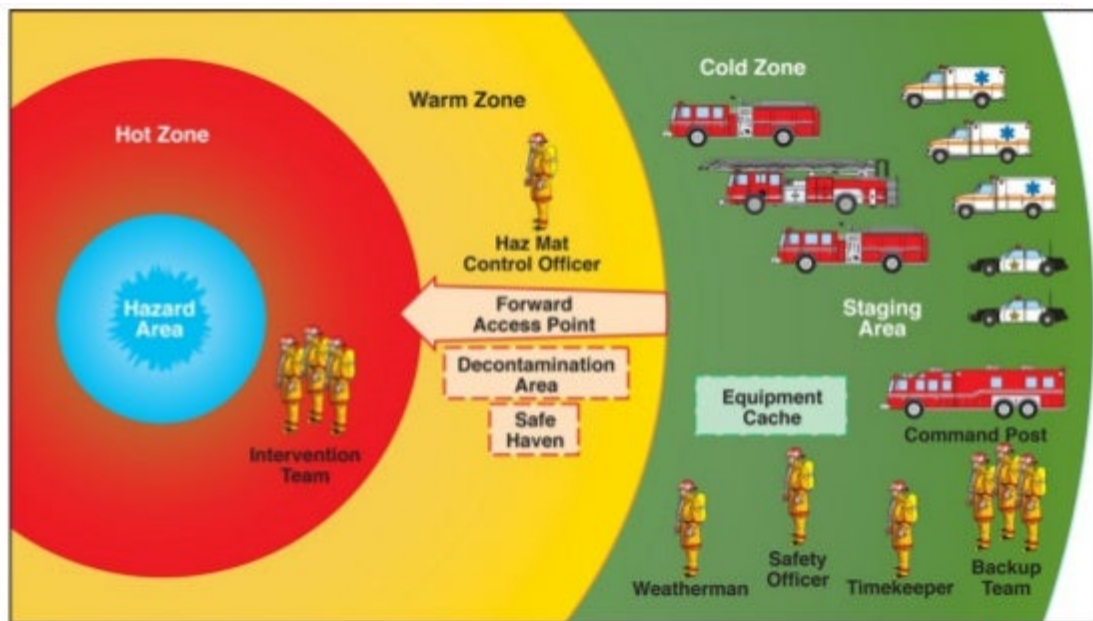 Hot Zone
Hazard
Area
Intervention
Team
Warm Zone
Haz Mat
Control Officer
Forward
Access Point
Decontamination
Area
Safe
Haven
Cold Zone
Staging
Area
Equipment
Cache
Command Post
Weatherman
Safety
Officer
Timekeeper
Backup
Team